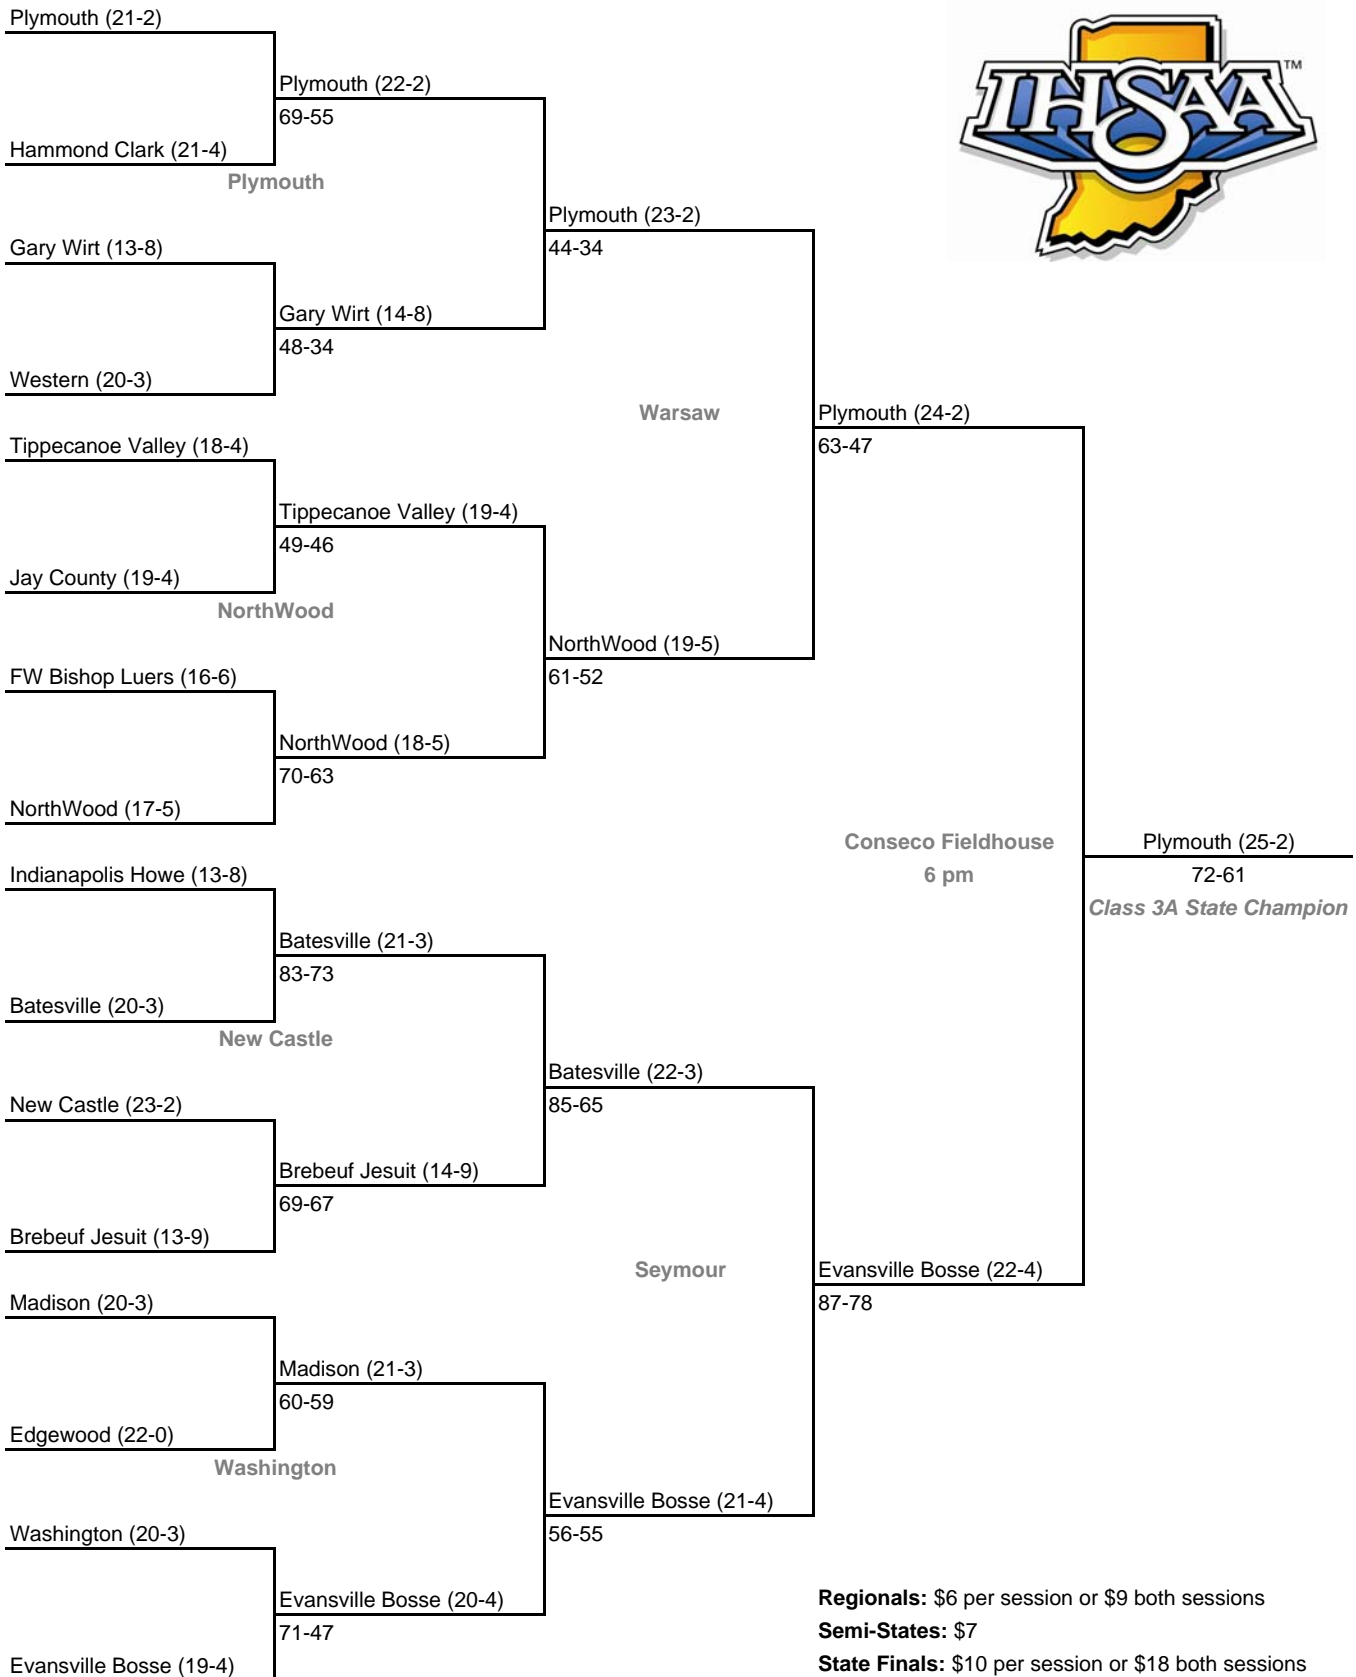 Plymouth (21-2)
IHSAA™
Plymouth (22-2)
69-55
Hammond Clark (21-4)
Plymouth
Plymouth (23-2)
44-34
Gary Wirt (13-8)
Gary Wirt (14-8)
48-34
Western (20-3)
Warsaw
Plymouth (24-2)
63-47
Tippecanoe Valley (18-4)
Tippecanoe Valley (19-4)
49-46
Jay County (19-4)
NorthWood
NorthWood (19-5)
61-52
FW Bishop Luers (16-6)
NorthWood (18-5)
70-63
NorthWood (17-5)
Conseco Fieldhouse
6 pm
Plymouth (25-2)
72-61
Class 3A State Champion
Indianapolis Howe (13-8)
Batesville (21-3)
83-73
Batesville (20-3)
New Castle
Batesville (22-3)
85-65
New Castle (23-2)
Brebeuf Jesuit (14-9)
69-67
Brebeuf Jesuit (13-9)
Seymour
Evansville Bosse (22-4)
87-78
Madison (20-3)
Madison (21-3)
60-59
Edgewood (22-0)
Washington
Evansville Bosse (21-4)
56-55
Washington (20-3)
Evansville Bosse (20-4)
71-47
Evansville Bosse (19-4)
Regionals: $6 per session or $9 both sessions
Semi-States: $7
State Finals: $10 per session or $18 both sessions